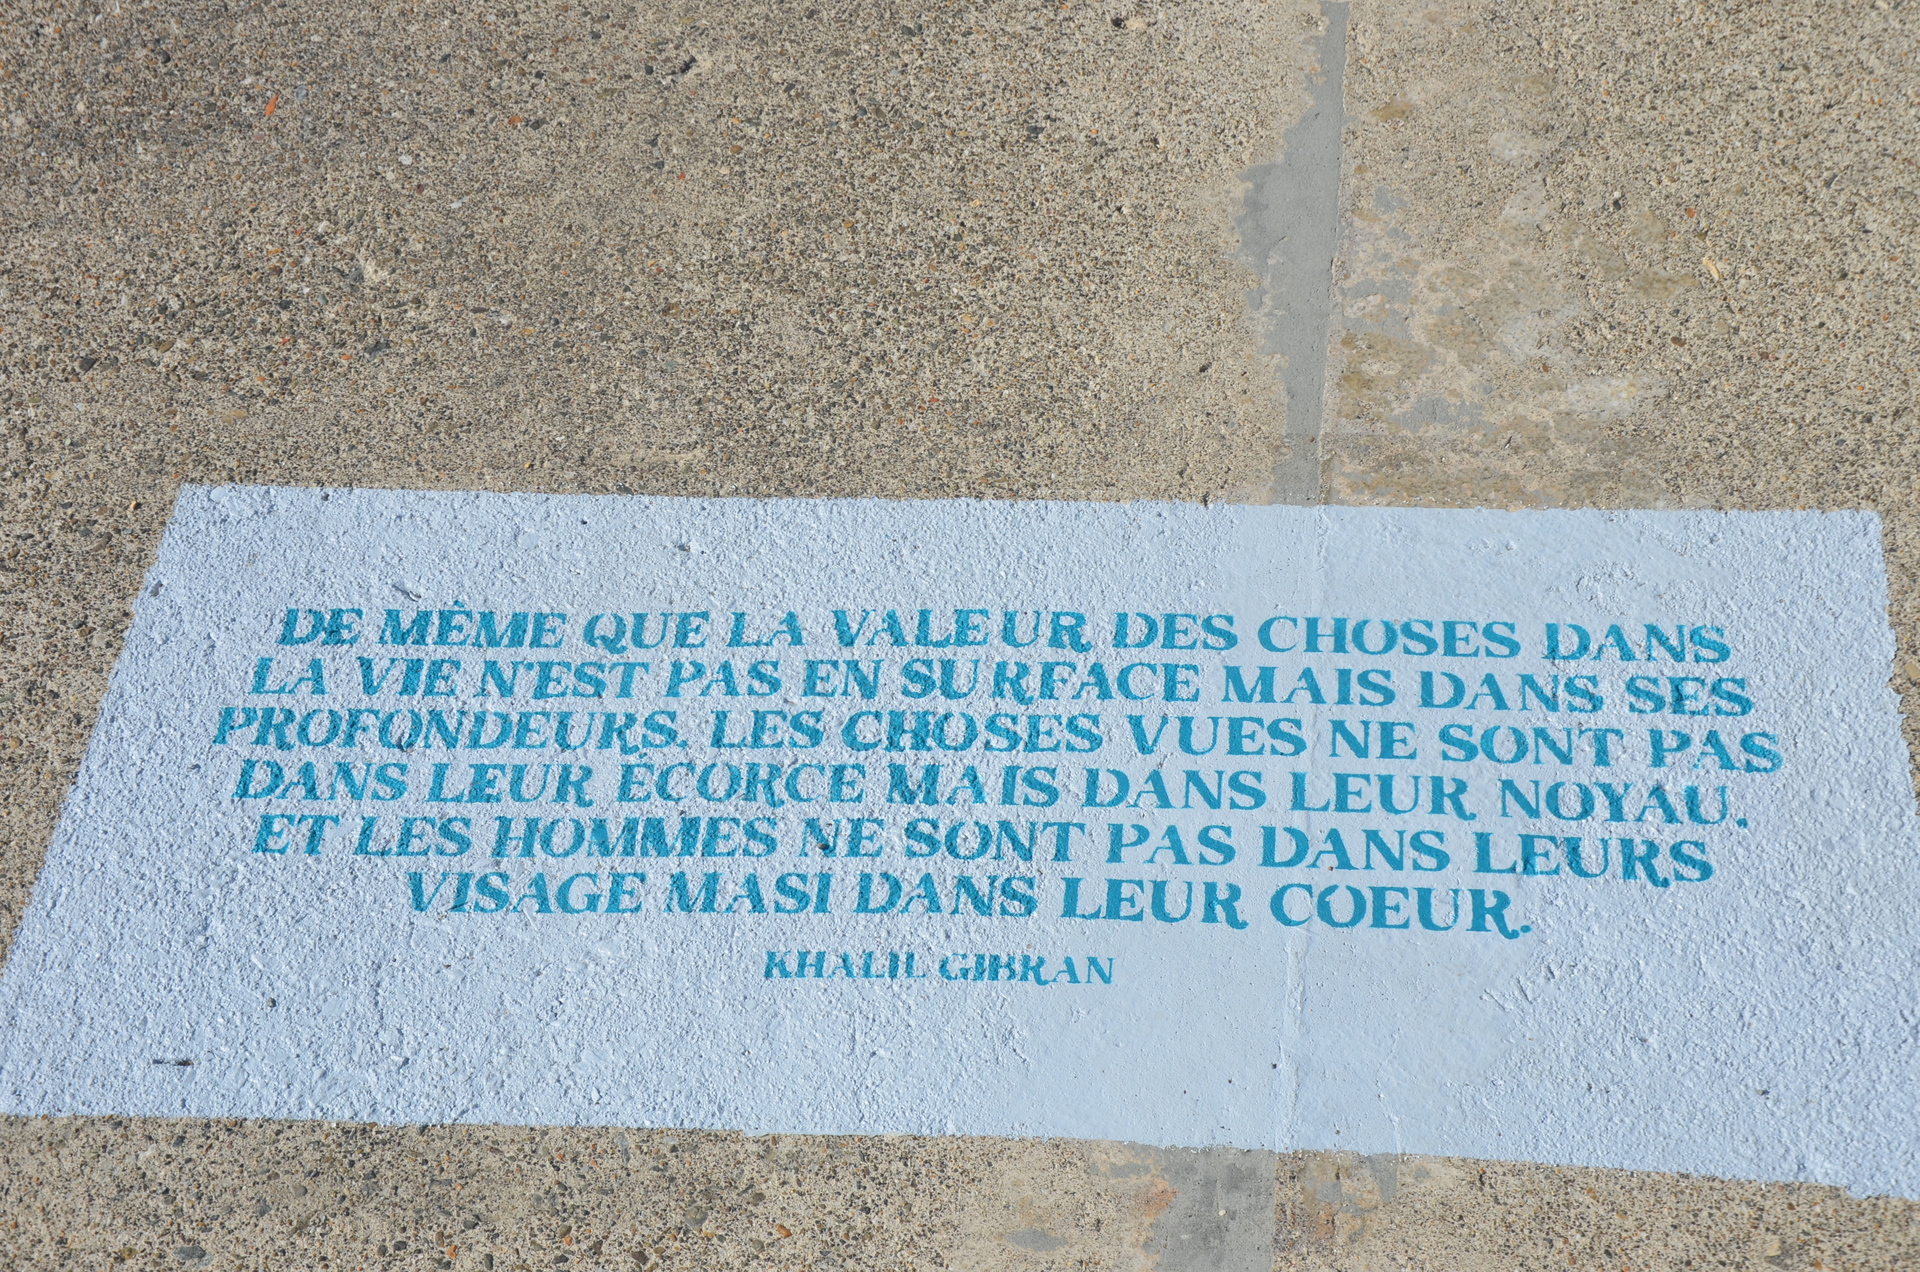 DE MÊME QUE LA VALEUR DES CHOSES DANS
LA VIE N'EST PAS EN SURFACE MAIS DANS SES
PROFONDEURS. LES CHOSES VUES NE SONT PAS
DANS LEUR ÉCORCE MAIS DANS LEUR NOYAU.
ET LES HOMMES NE SONT PAS DANS LEURS
VISAGE MASI DANS LEUR COEUR.
KHALIL GIBRAN